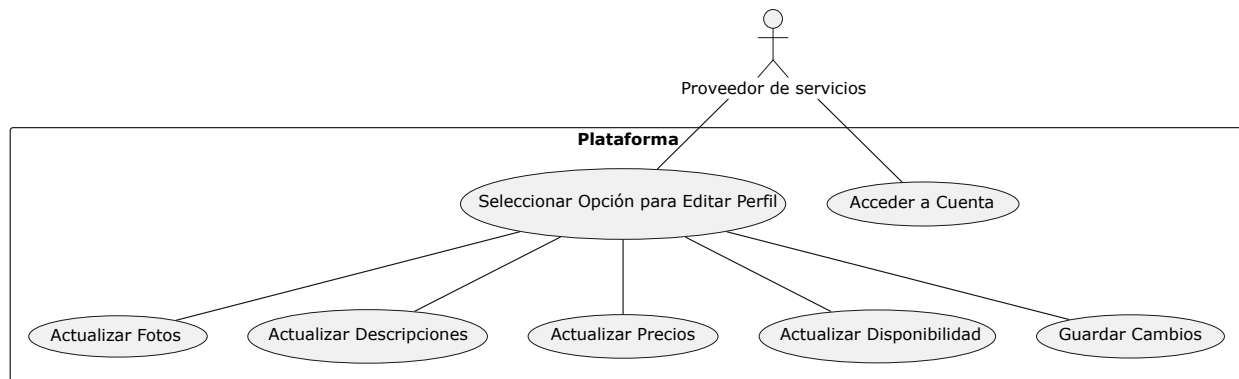 Proveedor de servicios
Plataforma
Seleccionar Opción para Editar Perfil
Acceder a Cuenta
Actualizar Fotos
Actualizar Descripciones
Actualizar Precios
Actualizar Disponibilidad
Guardar Cambios